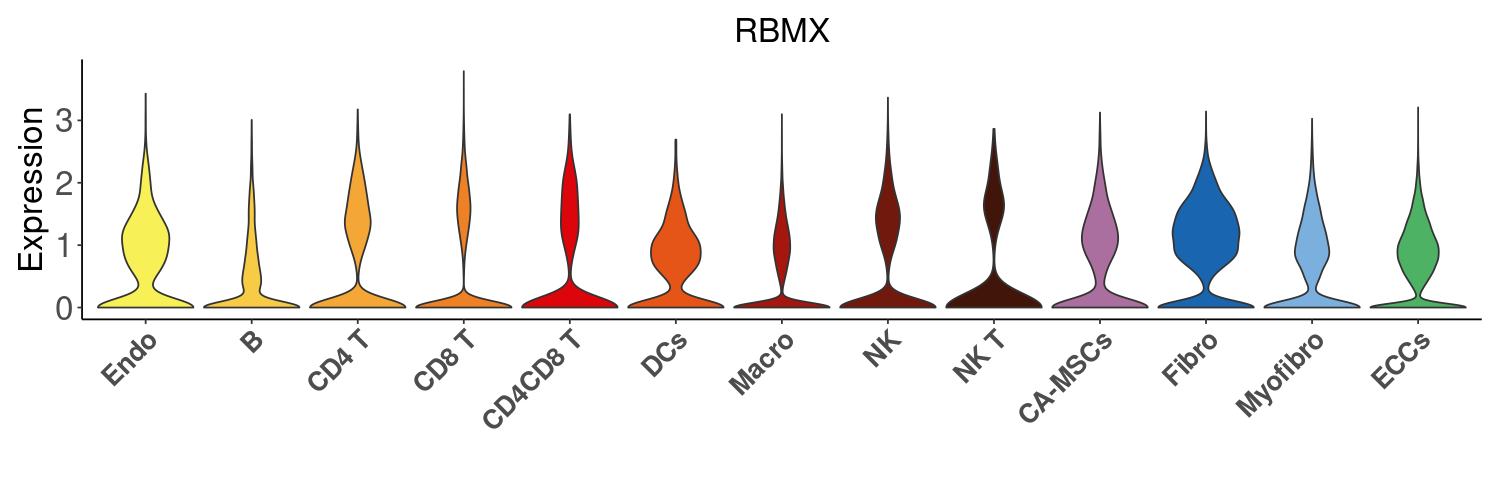 RBMX
Expression
3
2
1
0
Endo
B
CD4 T
CD8 T
CD4CD8 T
DCs
Macro
NK
NK T
CA-MSCs
Fibro
Myofibro
ECCs